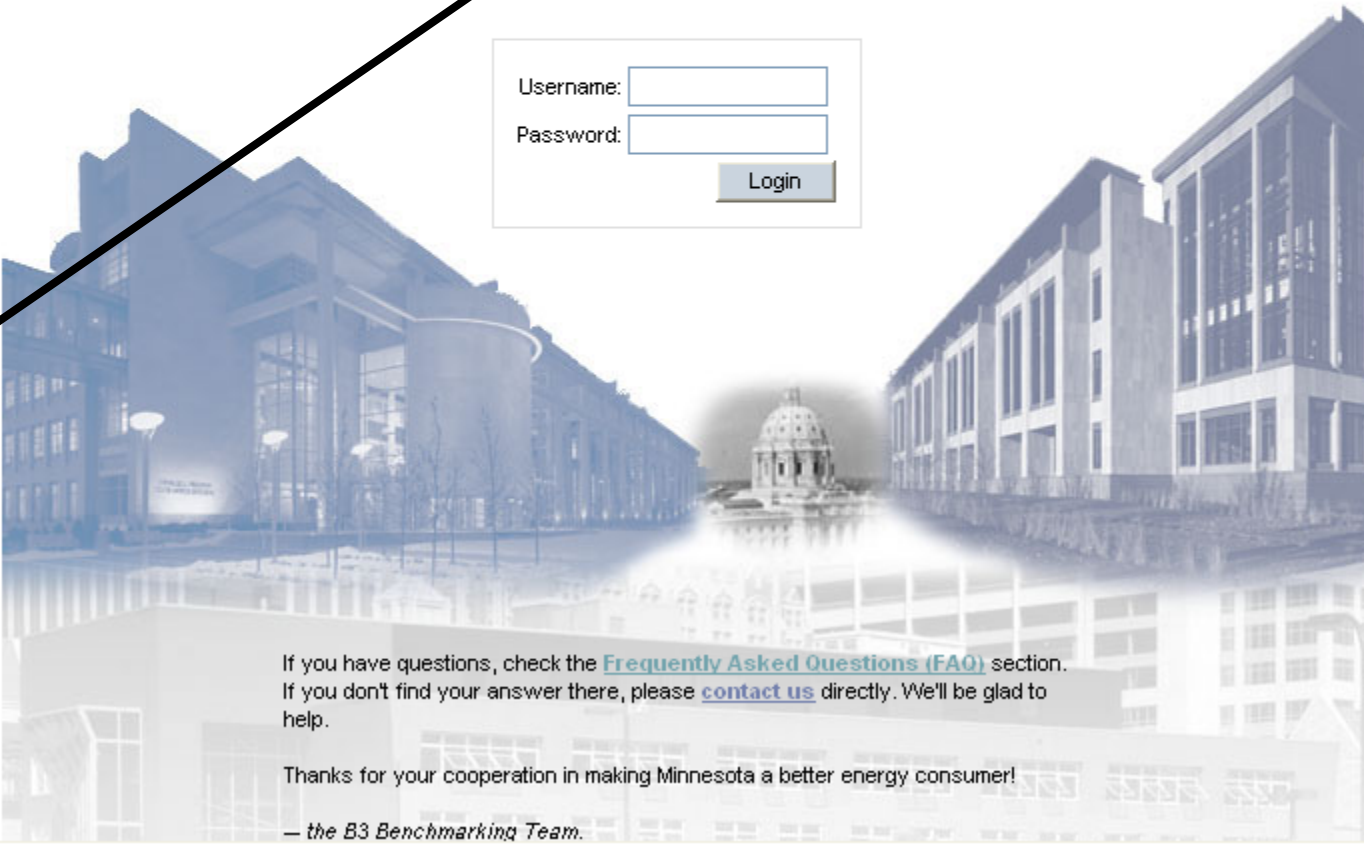 Username:
Password:
Login
If you have questions, check the Frequently Asked Questions (FAQ) section.
If you don't find your answer there, please contact us directly. We'll be glad to
help.
Thanks for your cooperation in making Minnesota a better energy consumer!
— the B3 Benchmarking Team.